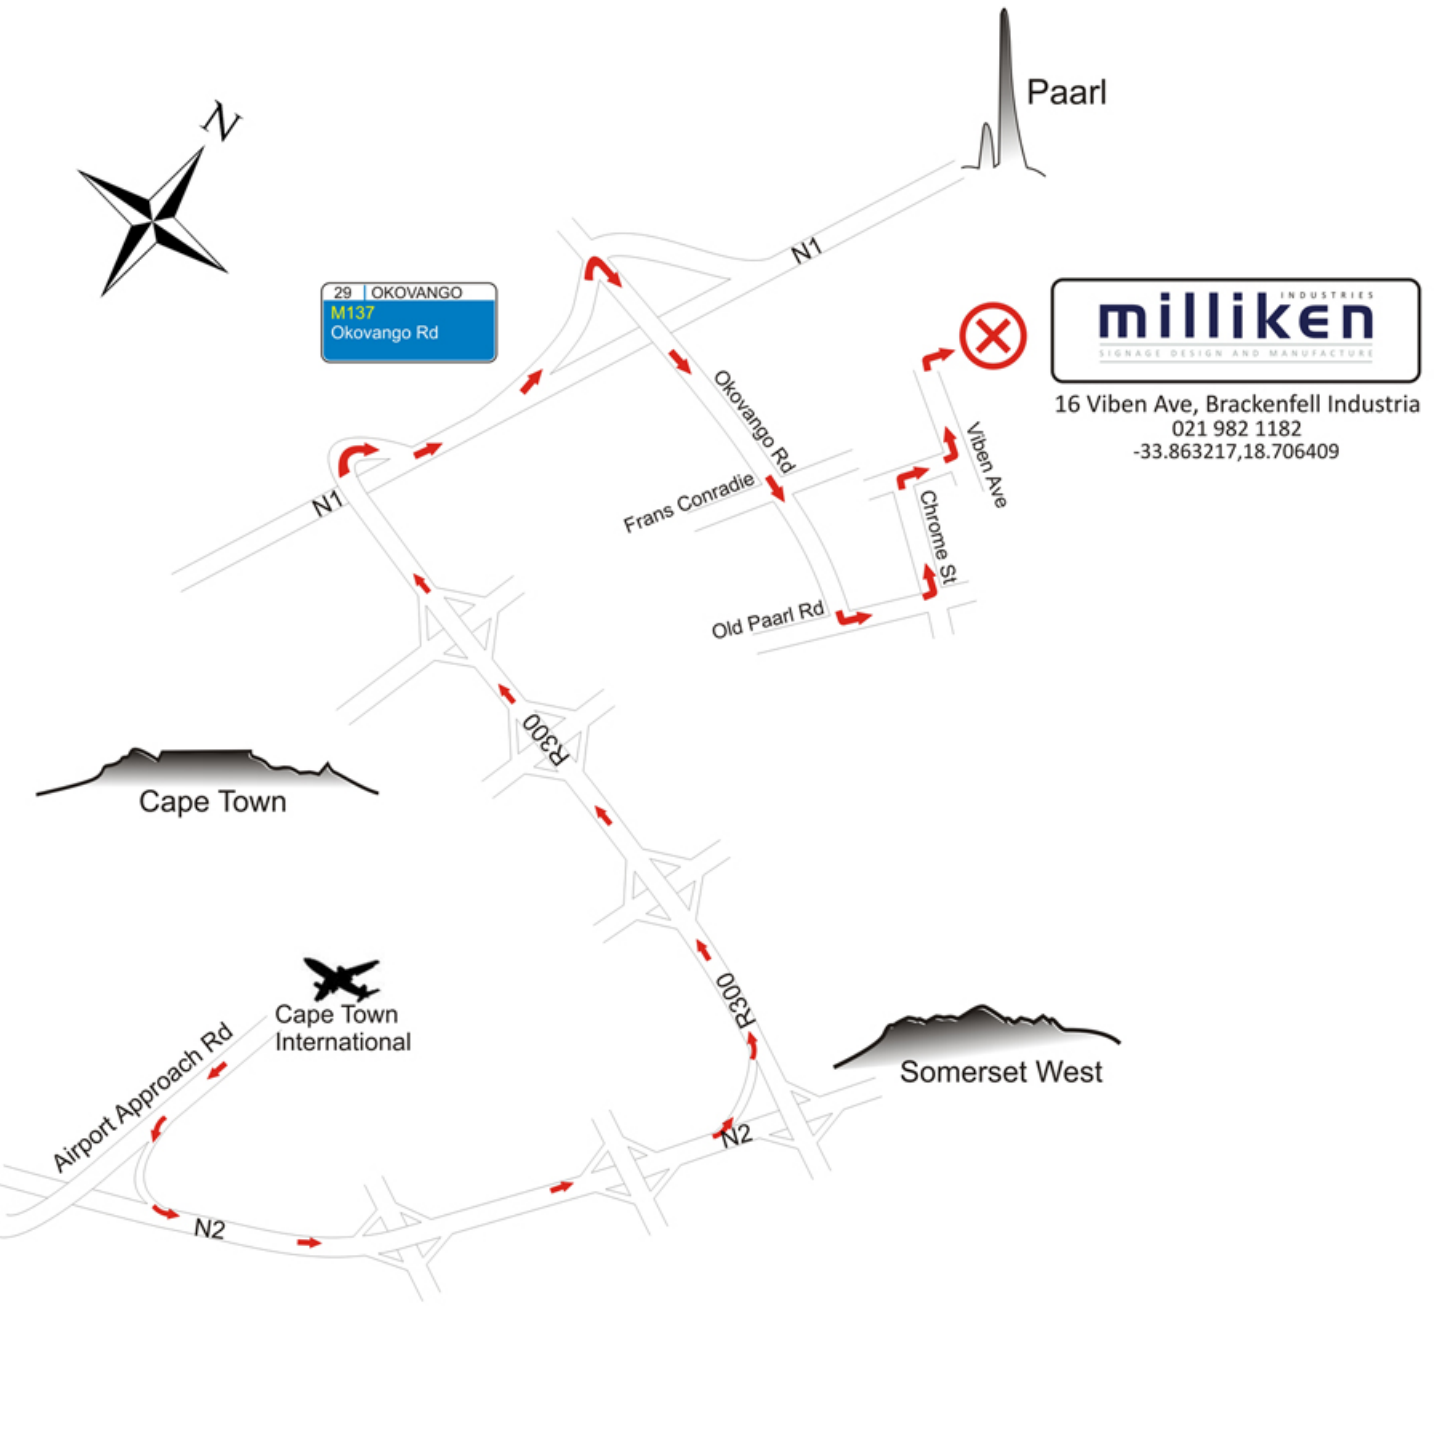 N
Paarl
N1
29 OKOVANGO
M137
Okovango Rd
INDUSTRIES
milliken
SIGNAGE DESIGN AND MANUFACTURE
16 Viben Ave, Brackenfell Industria
021 982 1182
-33.863217,18.706409
Okovango Rd
Viben Ave
N1
Frans Conradie
Chrome St
Old Paarl Rd
R300
Cape Town
Cape Town
International
R300
Airport Approach Rd
Somerset West
N2
N2